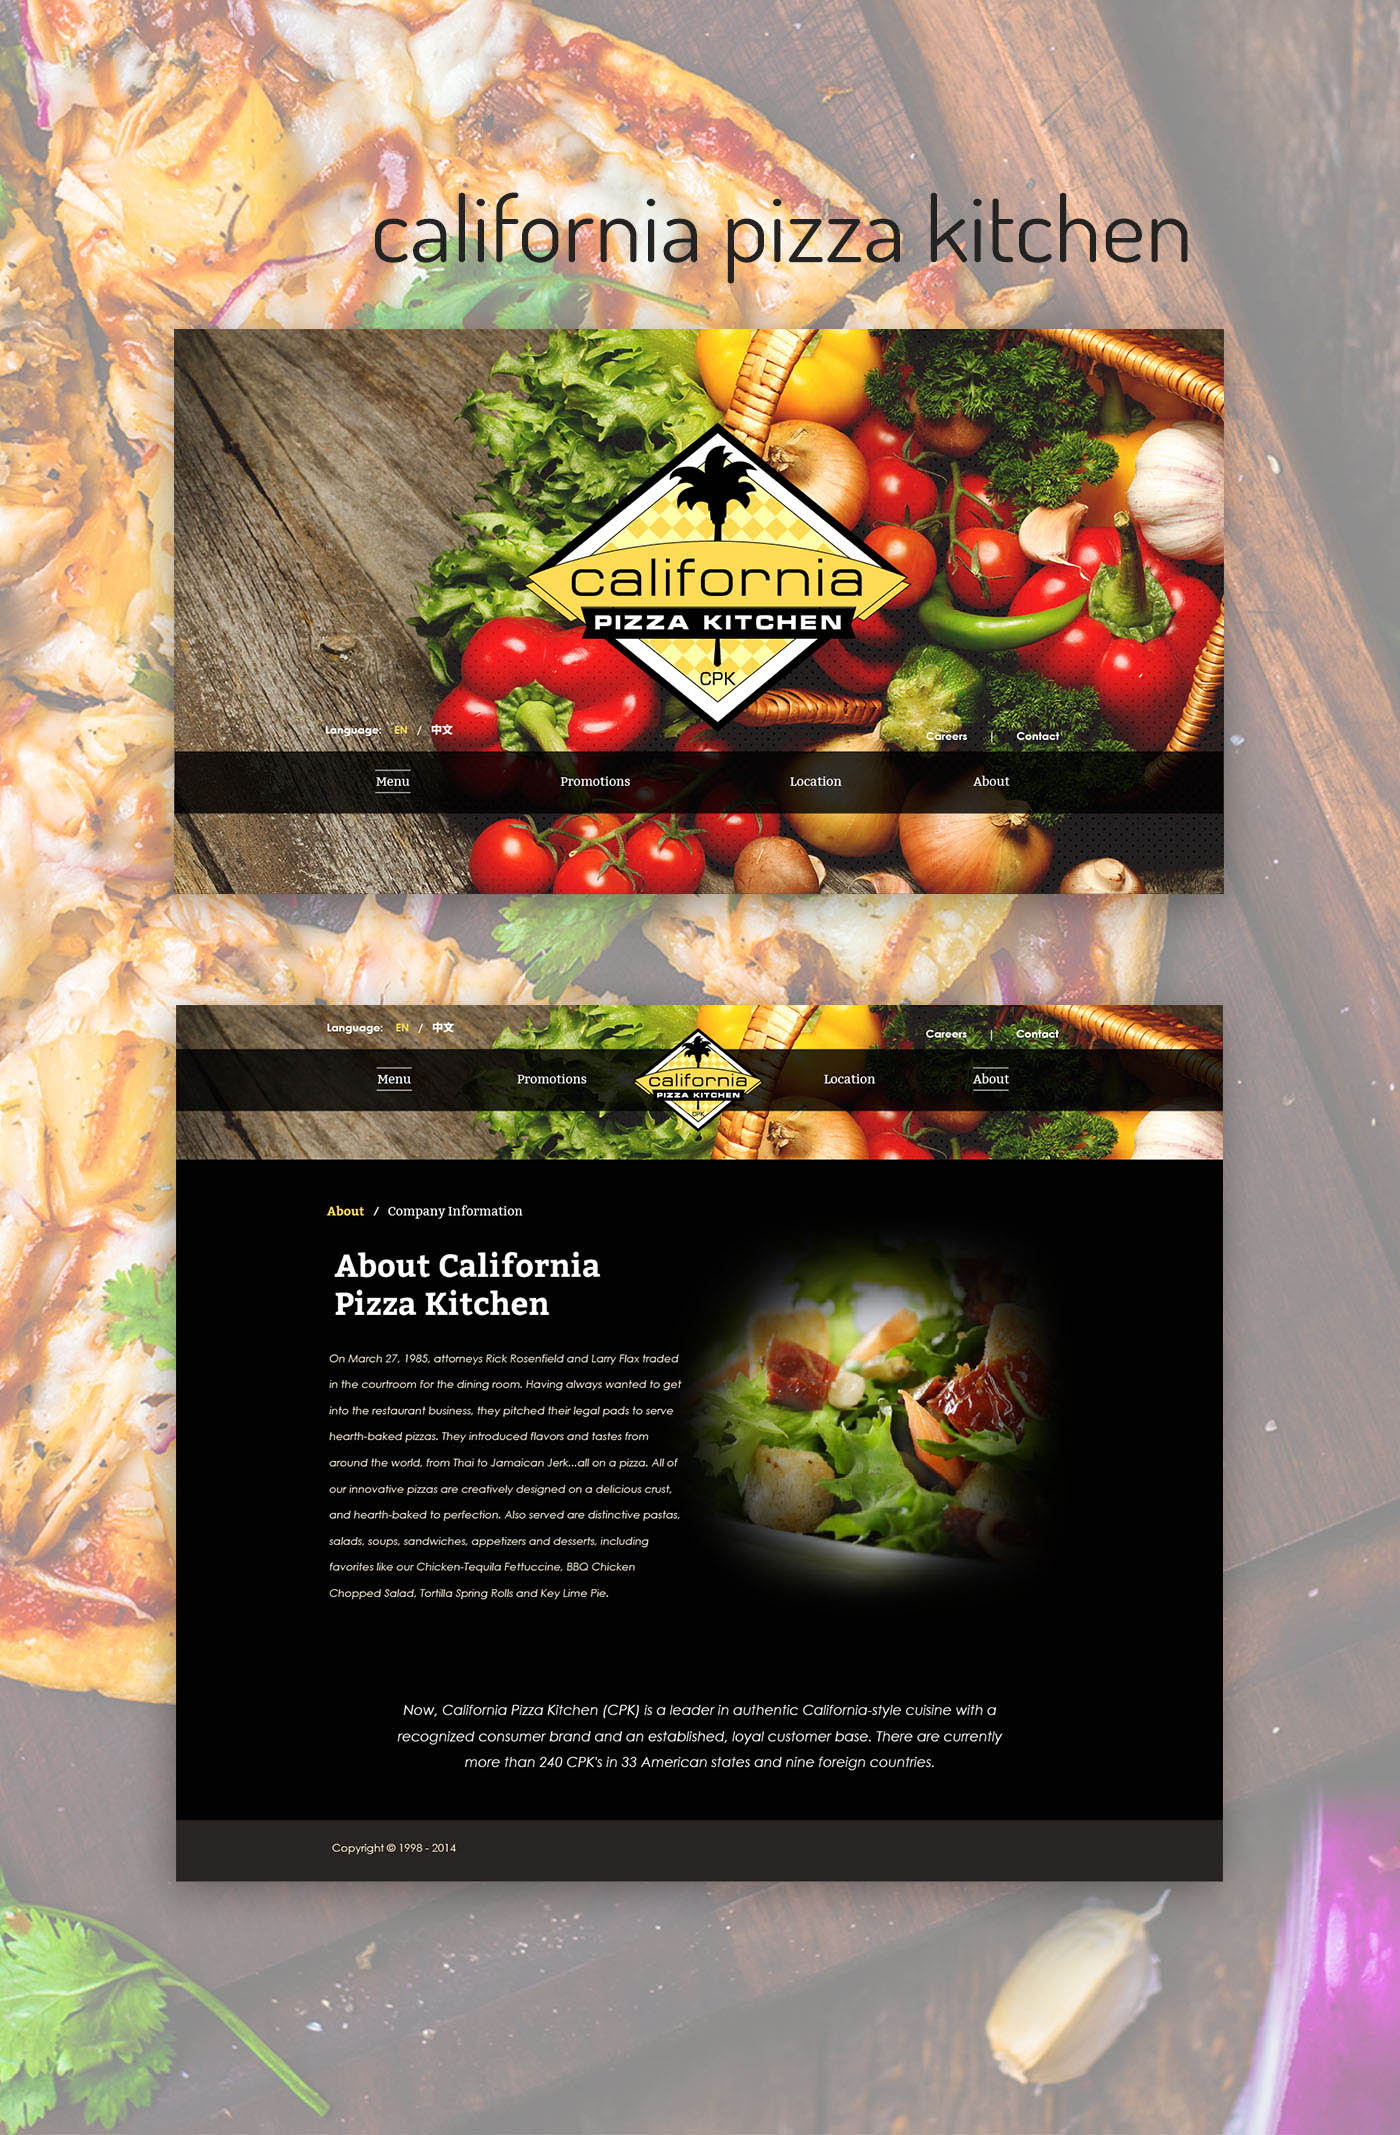 california pizza kitchen
california
PIZZA KITCHEN
CPK
Language: EN / 中文
Careers | Contact
Menu Promotions Location About
Language: EN / 中文
Careers | Contact
Menu Promotions Location About
california
PIZZA KITCHEN
CPK
About / Company Information
About California
Pizza Kitchen
On March 27, 1985, attorneys Rick Rosenfield and Larry Flax traded
in the courtroom for the dining room. Having always wanted to get
into the restaurant business, they pitched their legal pads to serve
hearth-baked pizzas. They introduced flavors and tastes from
around the world, from Thai to Jamaican Jerk...all on a pizza. All of
our innovative pizzas are creatively designed on a delicious crust,
and hearth-baked to perfection. Also served are distinctive pastas,
salads, soups, sandwiches, appetizers and desserts, including
favorites like our Chicken-Tequila Fettuccine, BBQ Chicken
Chopped Salad, Tortilla Spring Rolls and Key Lime Pie.
Now, California Pizza Kitchen (CPK) is a leader in authentic California-style cuisine with a
recognized consumer brand and an established, loyal customer base. There are currently
more than 240 CPK's in 33 American states and nine foreign countries.
Copyright © 1998 - 2014